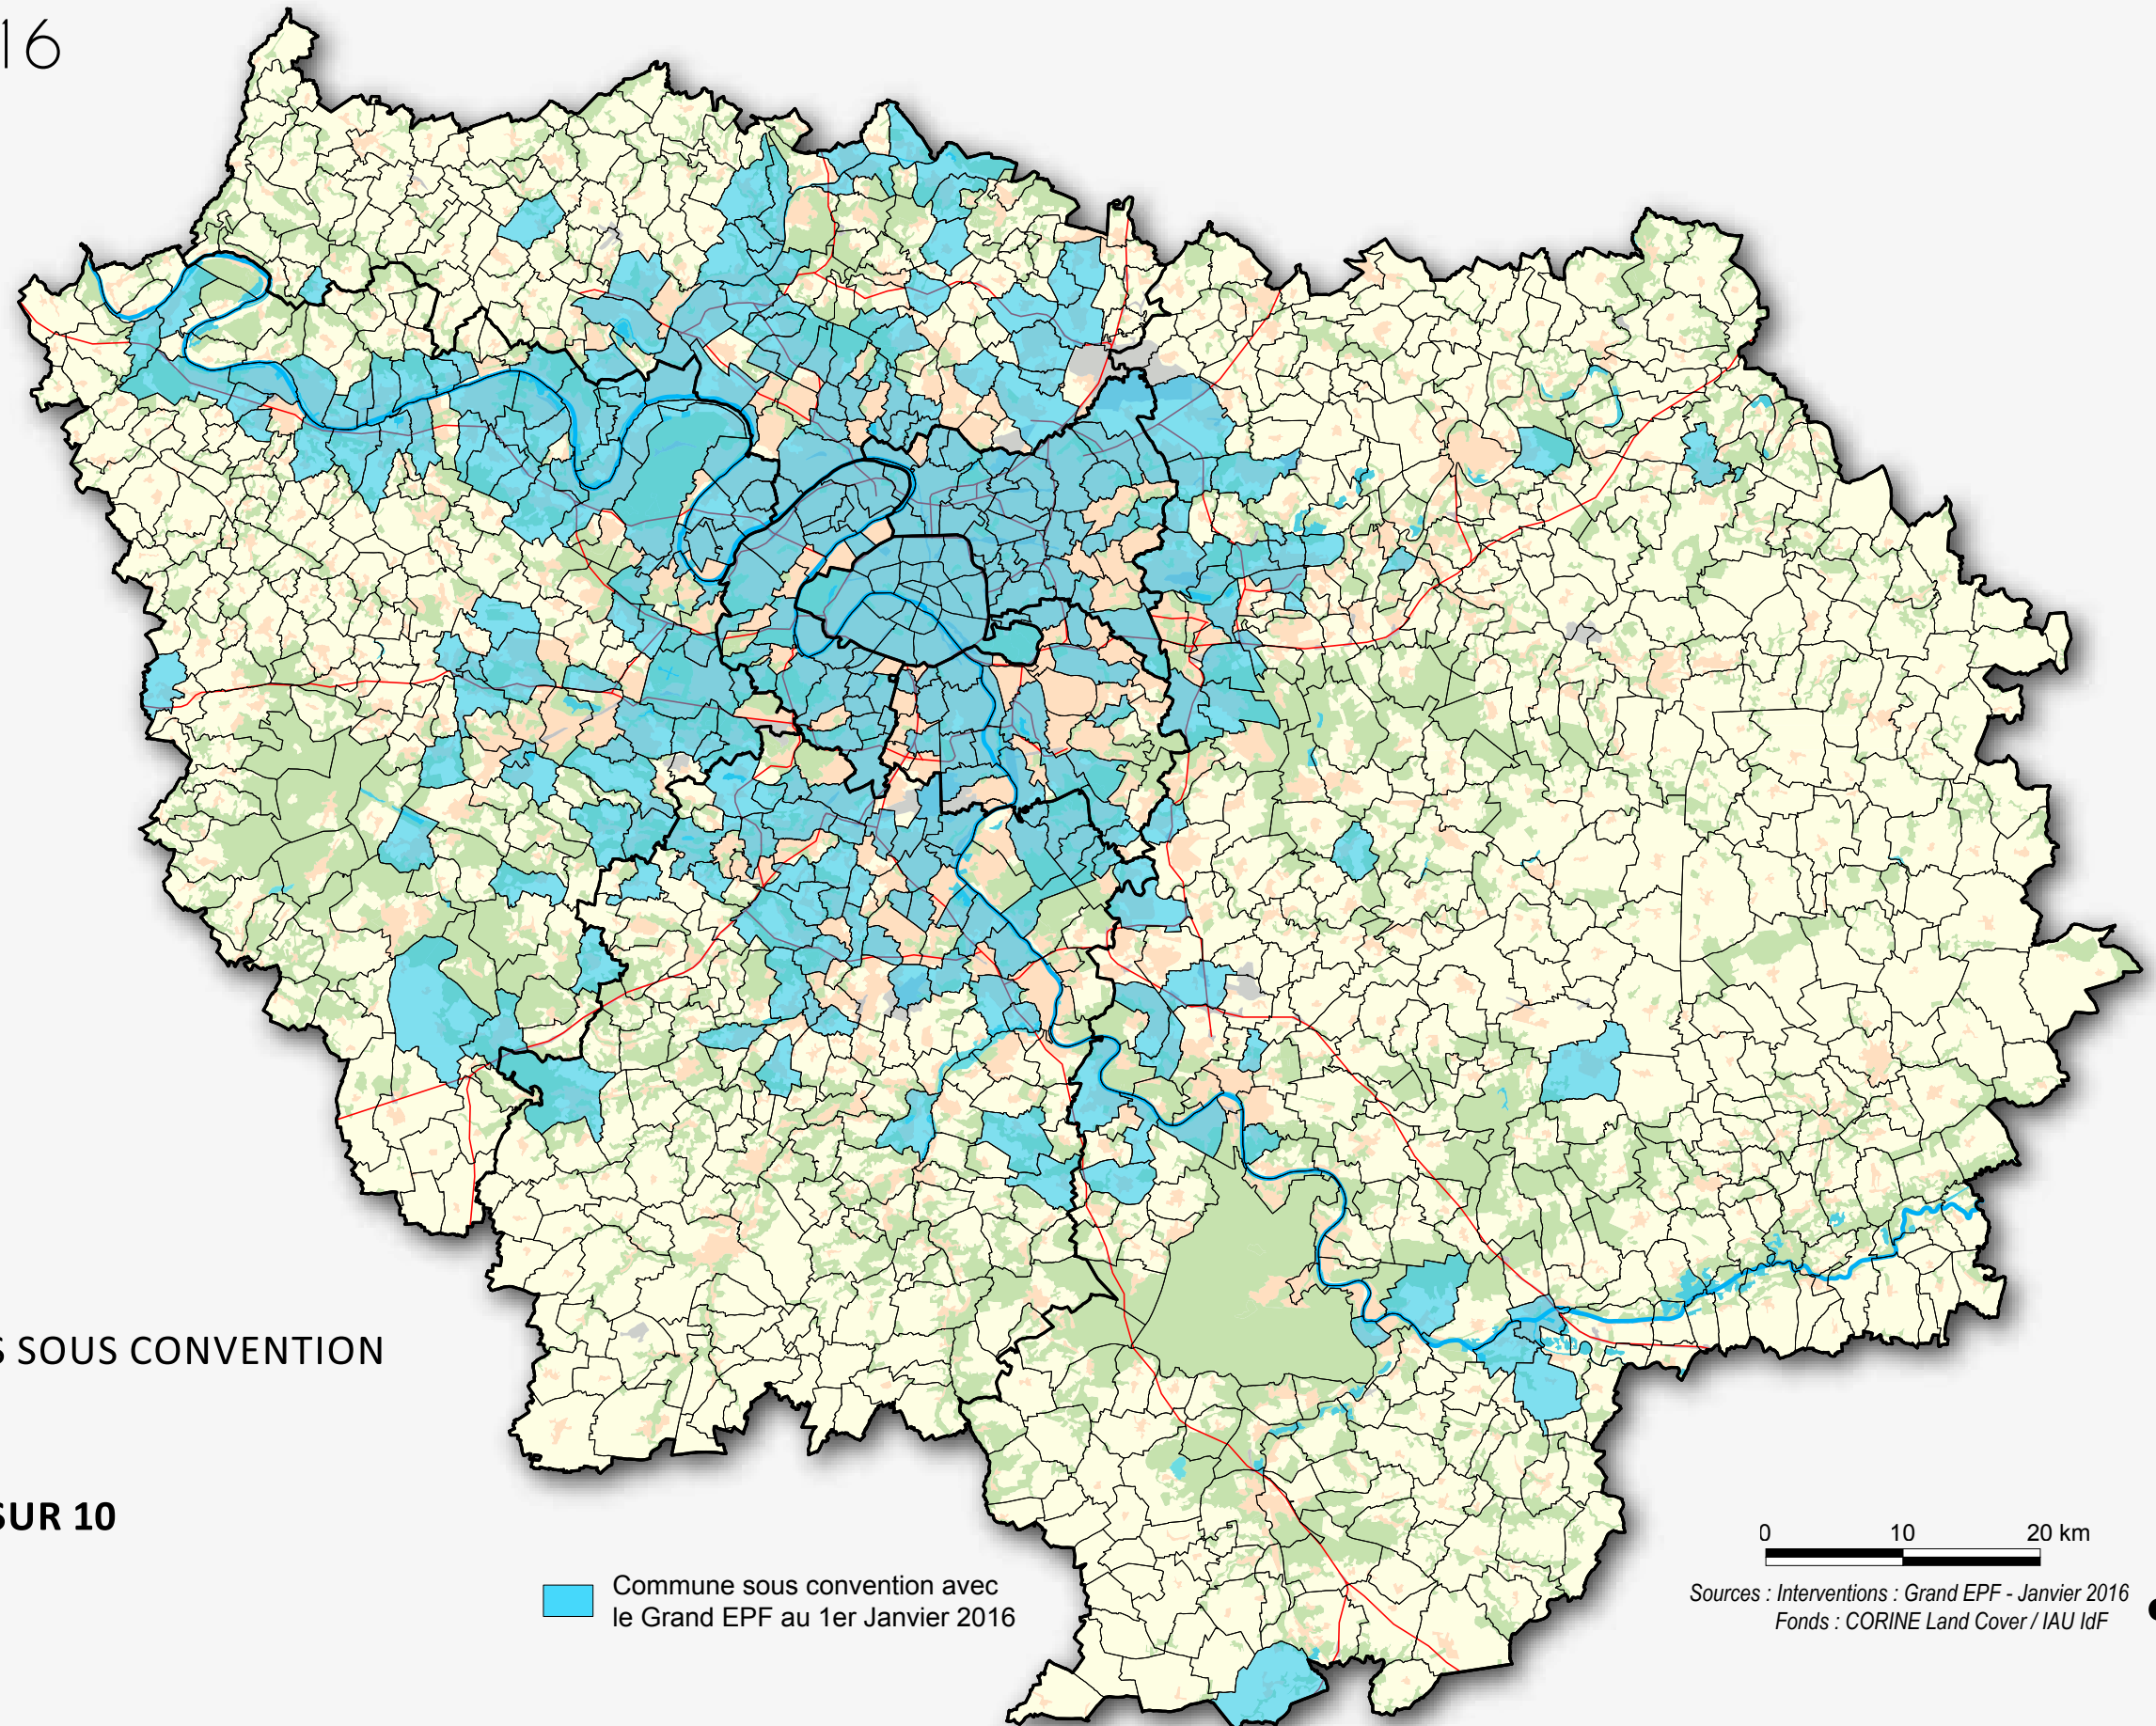 16
S SOUS CONVENTION
SUR 10
Commune sous convention avec
le Grand EPF au 1er Janvier 2016
0 10 20 km
Sources : Interventions : Grand EPF - Janvier 2016
Fonds : CORINE Land Cover / IAU IdF